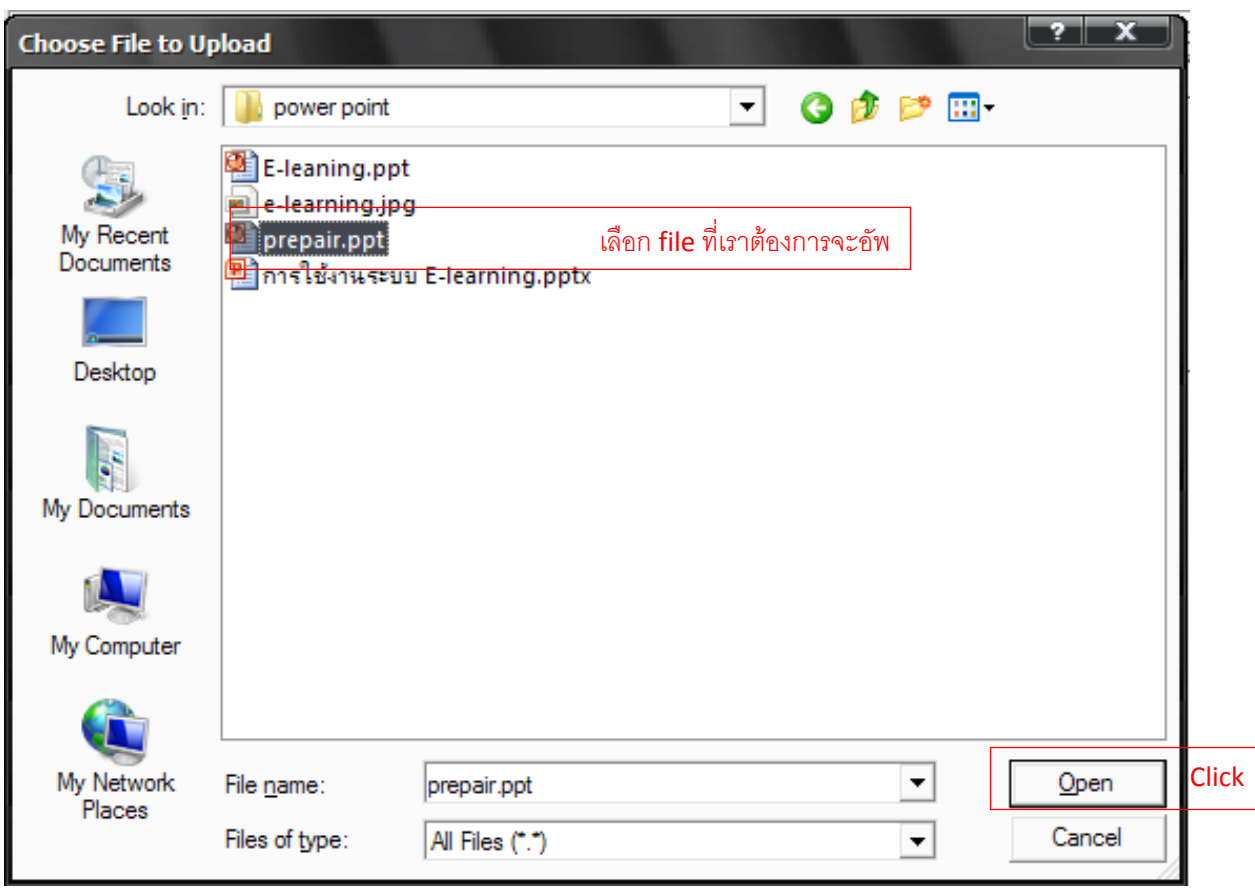 Choose File to Upload
? X
Look in: power point
E-leaning.ppt
e-learning.jpg
prepair.ppt เลือก file ที่เราต้องการจะอัพ
การใช้งานระบบ E-learning.pptx
My Recent
Documents
Desktop
My Documents
My Computer
My Network
Places
File name: prepair.ppt Open Click
Files of type: All Files (*.*) Cancel